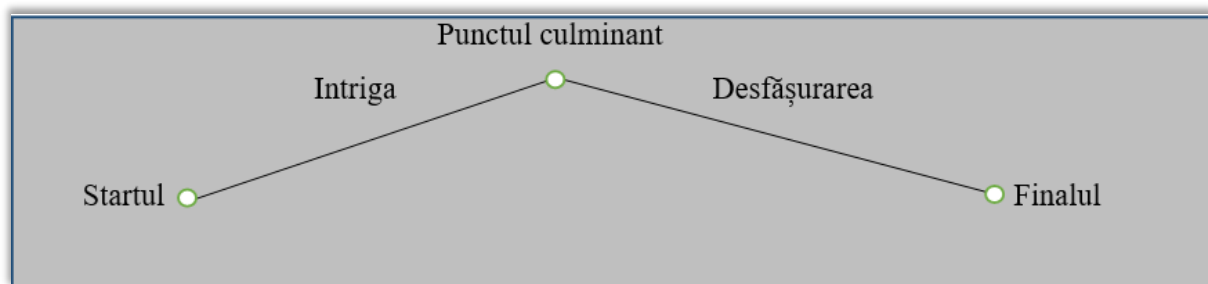 Punctul culminant
Intriga
Desfășurarea
Startul
Finalul